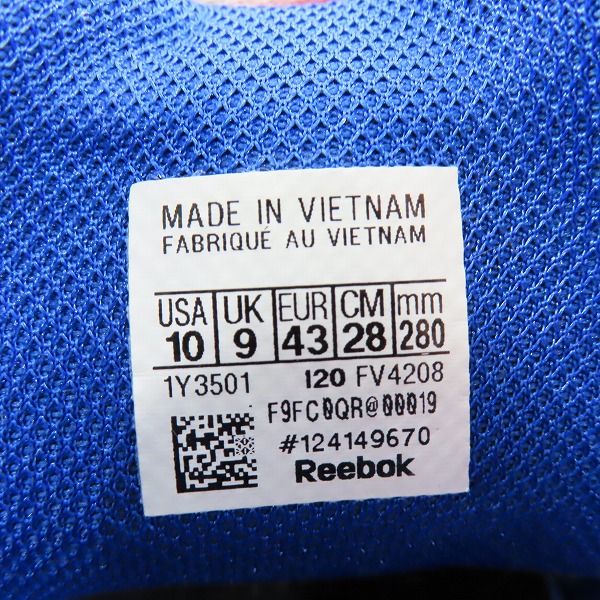 MADE IN VIETNAM
FABRIQUÉ AU VIETNAM
USA UK EUR CM mm
10 9 43 28 280
1Y3501 I20 FV4208
F9FC0QR@00019
#124149670
Reebok